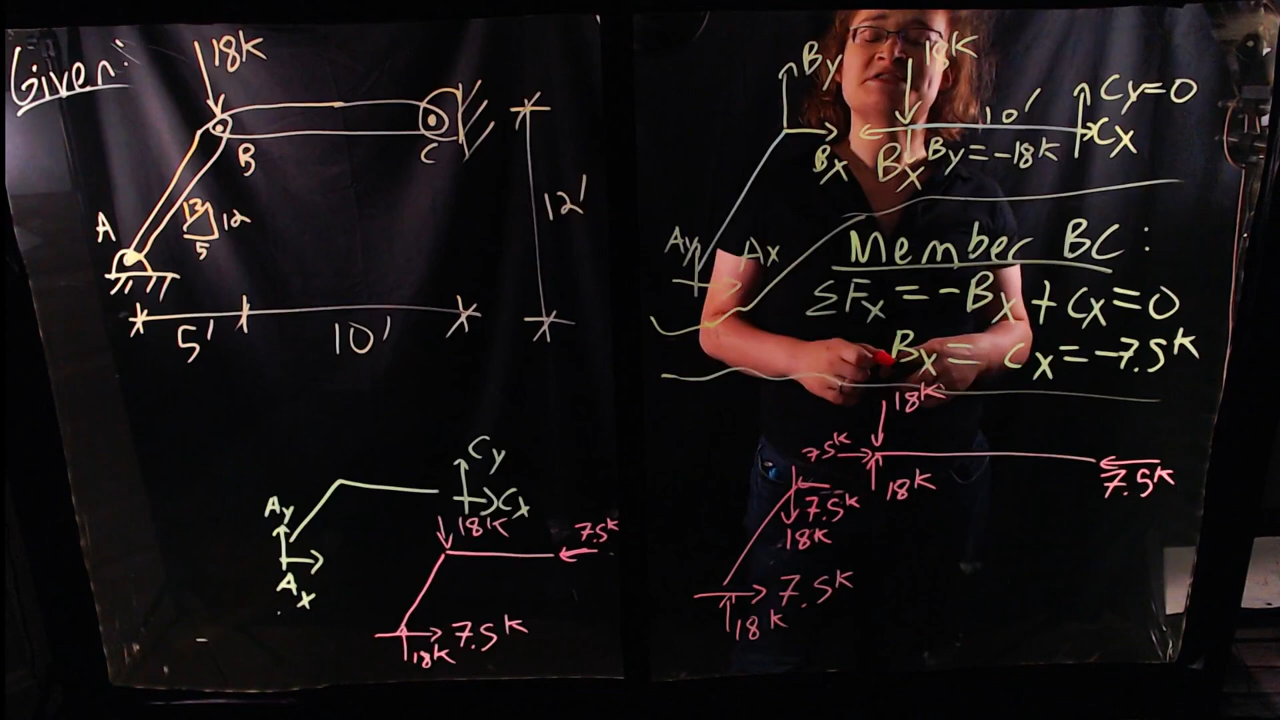 Given:
18K
B
C
A
13
12
5
12'
5'
10'
Ay
Ax
Cy
Cx
18K
7.5K
7.5K
18K
By
Bx
18K
10'
Cy=0
Cx
Bx
By=-18K
Ay
Ax
Member BC:
ΣFx = -Bx + Cx = 0
Bx = Cx = -7.5K
18K
7.5K
18K
7.5K
7.5K
18K
7.5K
18K